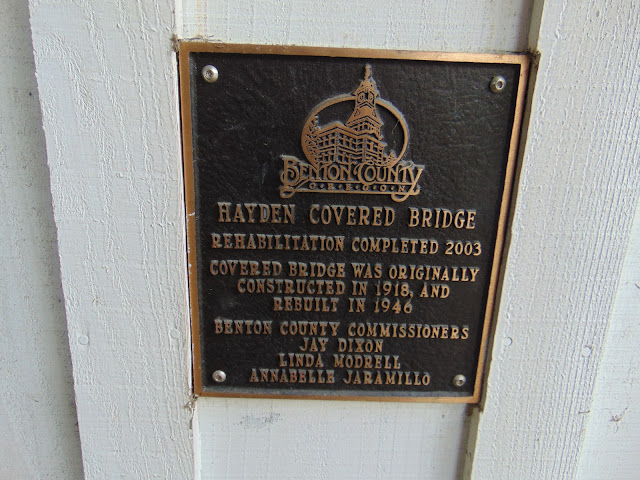 BENTON COUNTY
OREGON
HAYDEN COVERED BRIDGE
REHABILITATION COMPLETED 2003
COVERED BRIDGE WAS ORIGINALLY
CONSTRUCTED IN 1918, AND
REBUILT IN 1946
BENTON COUNTY COMMISSIONERS
JAY DIXON
LINDA MODRELL
ANNABELLE JARAMILLO